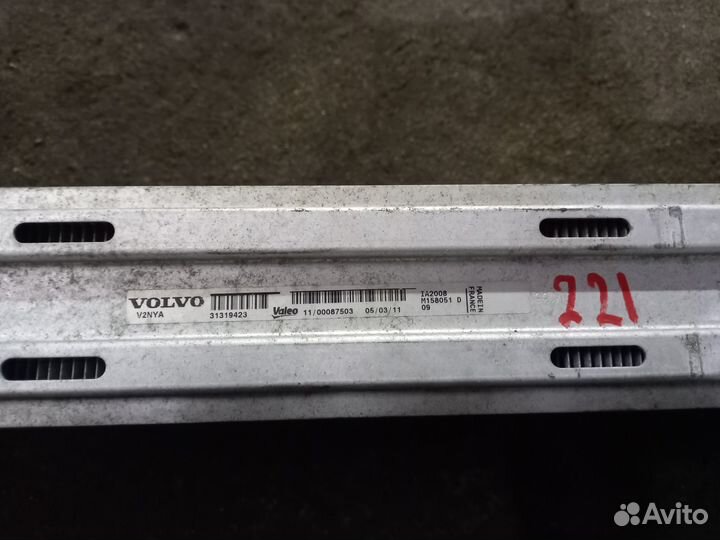 VOLVO
V2NYA
31319423
Valeo
11/00087503 05/03/11
IA2008
M158051 D
09
MADE IN
FRANCE
221
Avito